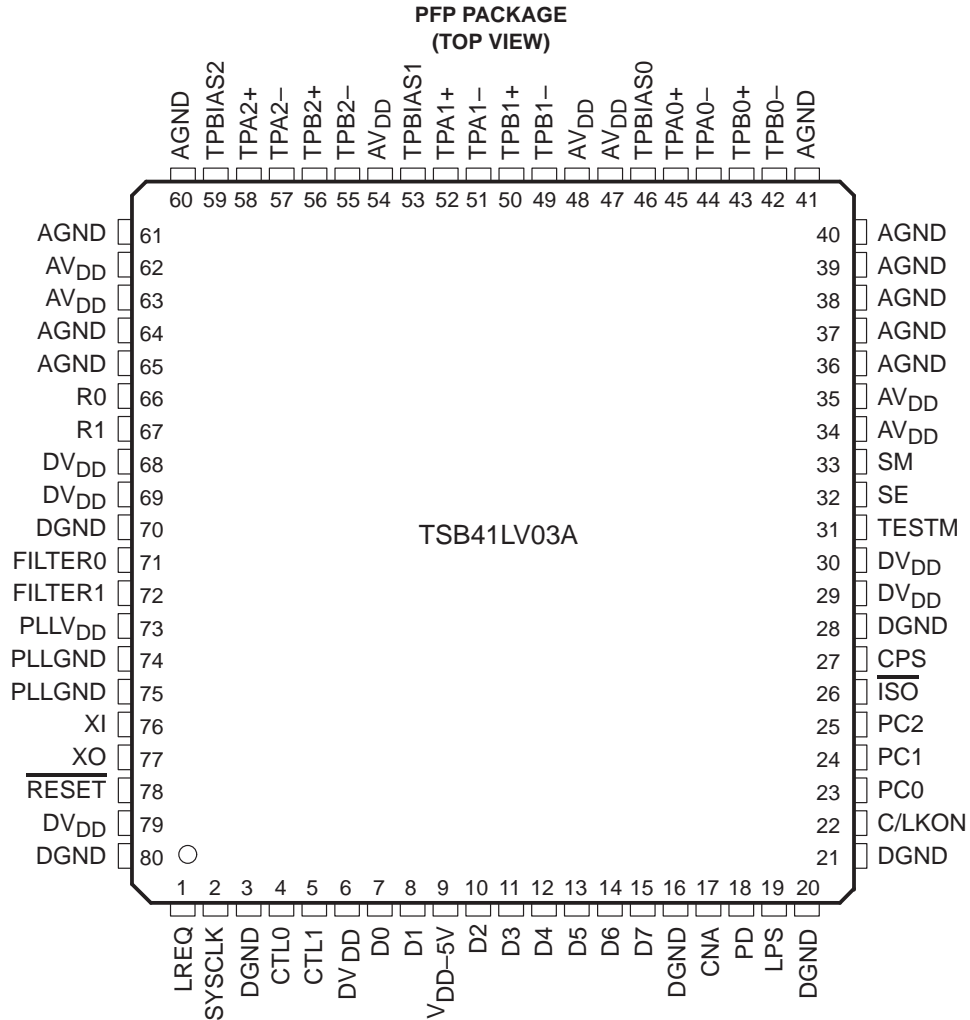 PFP PACKAGE
(TOP VIEW)
AGND
TPBIAS2
TPA2+
TPA2–
TPB2+
TPB2–
AVDD
TPBIAS1
TPA1+
TPA1–
TPB1+
TPB1–
AVDD
AVDD
TPBIAS0
TPA0+
TPA0–
TPB0+
TPB0–
AGND
60 59 58 57 56 55 54 53 52 51 50 49 48 47 46 45 44 43 42 41
AGND 61 40 AGND
AVDD 62 39 AGND
AVDD 63 38 AGND
AGND 64 37 AGND
AGND 65 36 AGND
R0 66 35 AVDD
R1 67 34 AVDD
DVDD 68 33 SM
DVDD 69 32 SE
DGND 70 TSB41LV03A 31 TESTM
FILTER0 71 30 DVDD
FILTER1 72 29 DVDD
PLLVDD 73 28 DGND
PLLGND 74 27 CPS
PLLGND 75 26 ISO
XI 76 25 PC2
XO 77 24 PC1
RESET 78 23 PC0
DVDD 79 22 C/LKON
DGND 80 21 DGND
1 2 3 4 5 6 7 8 9 10 11 12 13 14 15 16 17 18 19 20
LREQ
SYSCLK
DGND
CTL0
CTL1
DVDD
D0
D1
VDD–5V
D2
D3
D4
D5
D6
D7
DGND
CNA
PD
LPS
DGND